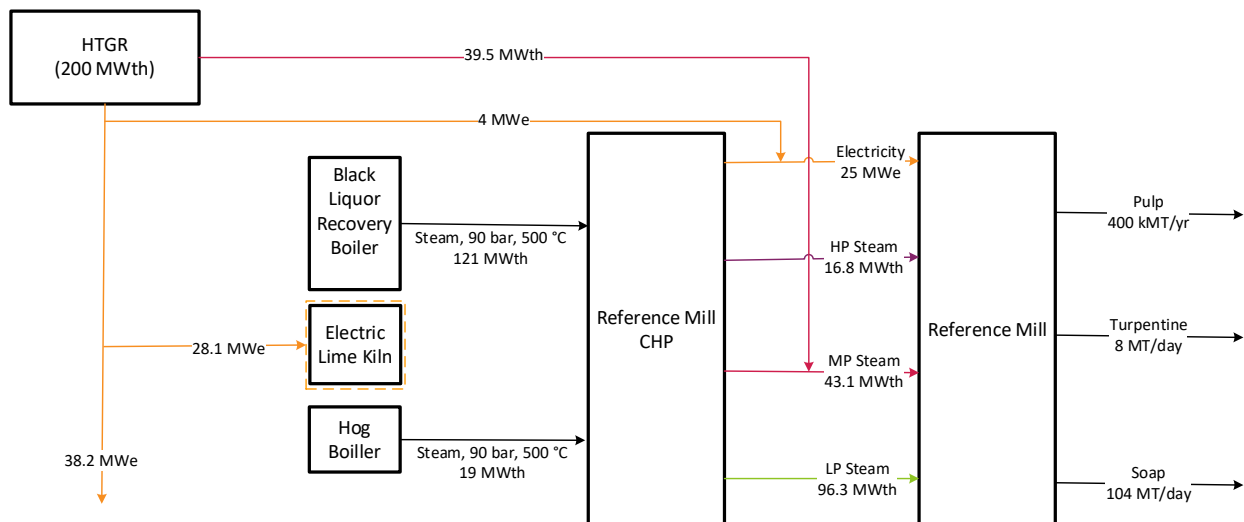 HTGR
(200 MWth)
39.5 MWth
4 MWe
Black
Liquor
Recovery
Boiler
Steam, 90 bar, 500 °C
121 MWth
Electric
Lime Kiln
28.1 MWe
Hog
Boiller
Steam, 90 bar, 500 °C
19 MWth
38.2 MWe
Reference Mill
CHP
Electricity
25 MWe
HP Steam
16.8 MWth
MP Steam
43.1 MWth
LP Steam
96.3 MWth
Reference Mill
Pulp
400 kMT/yr
Turpentine
8 MT/day
Soap
104 MT/day